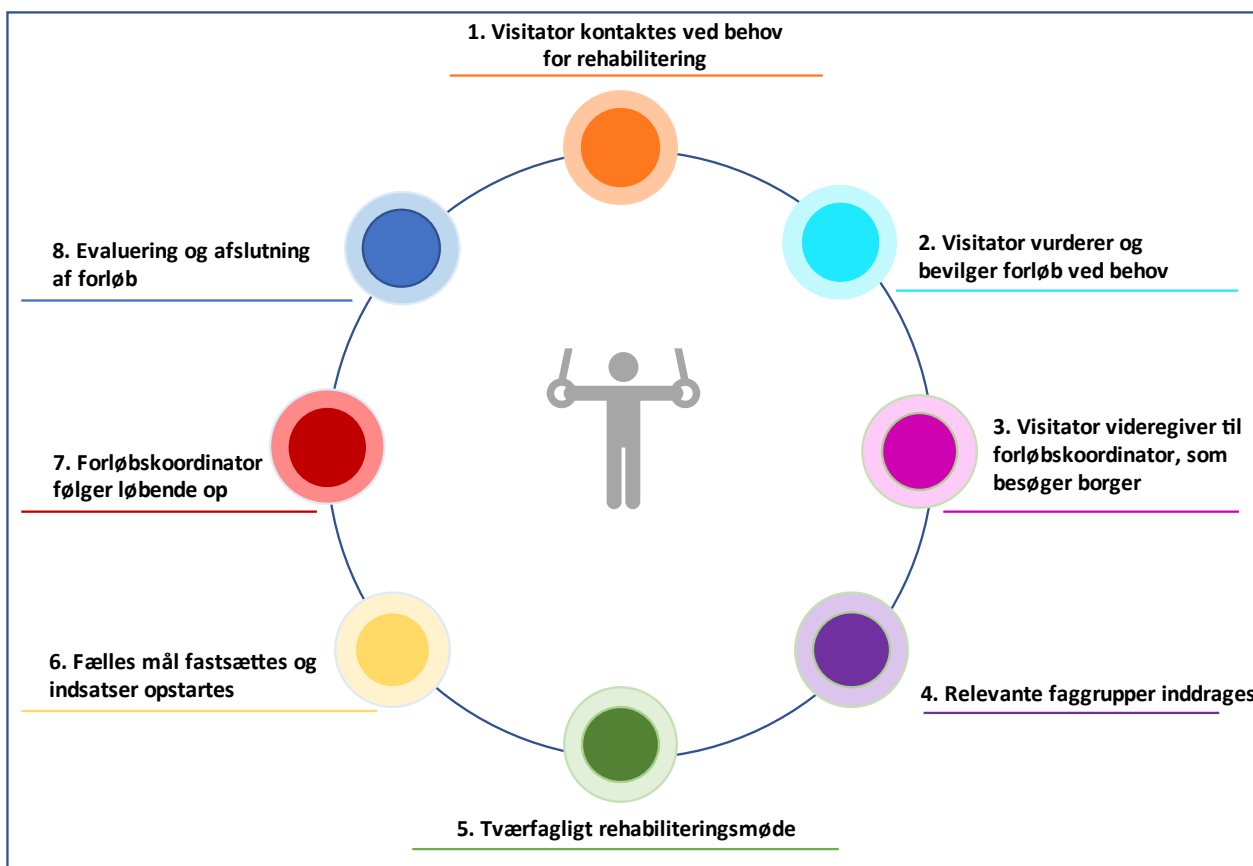 1. Visitator kontaktes ved behov
for rehabilitering
2. Visitator vurderer og
bevilger forløb ved behov
3. Visitator videregiver til
forløbskoordinator, som
besøger borger
4. Relevante faggrupper inddrages
5. Tværfagligt rehabiliteringsmøde
6. Fælles mål fastsættes og
indsatser opstartes
7. Forløbskoordinator
følger løbende op
8. Evaluering og afslutning
af forløb